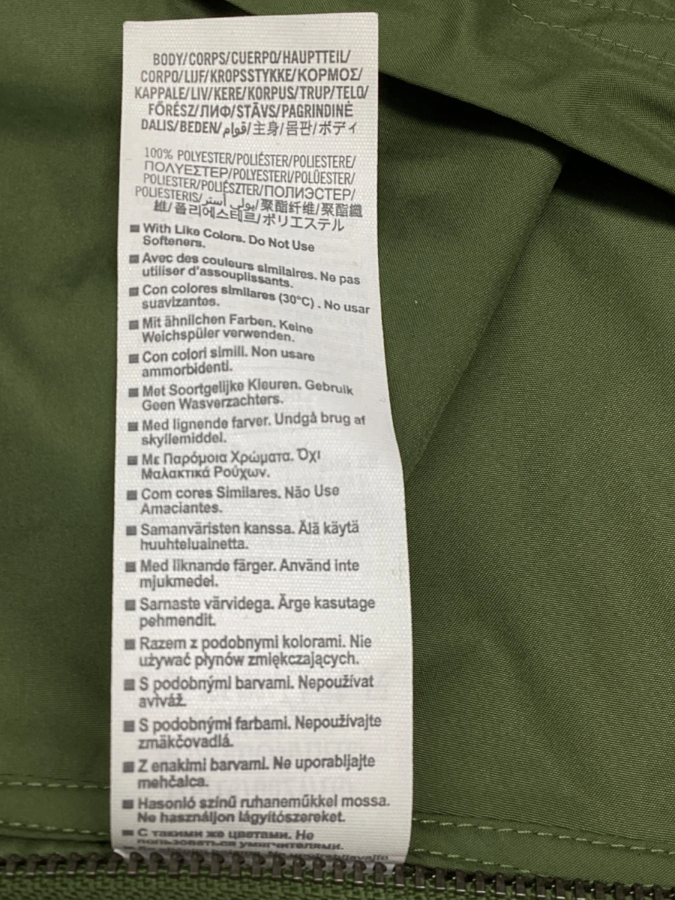 BODY/CORPS/CUERPO/HAUPTTEIL/
CORPO/LIJF/KROPSSTYKKE/ΚΟΡΜΟΣ/
KAPPALE/LIV/KERE/KORPUS/TRUP/TELO/
FŐRÉSZ/ЛИФ/STĀVS/PAGRINDINĖ
DALIS/BEDEN/قوام/主身/몸판/ボディ
100% POLYESTER/POLIÉSTER/POLIESTERE/
ΠΟΛΥΕΣΤΕΡ/POLYESTERI/POLÜESTER/
POLIESTER/POLIÉSZTER/ПОЛИЭСТЕР/
POLIESTERIS/بولي أستر/聚酯纤维/聚酯纖
維/폴리에스테르/ポリエステル
■ With Like Colors. Do Not Use
Softeners.
■ Avec des couleurs similaires. Ne pas
utiliser d'assouplissants.
■ Con colores similares (30°C) . No usar
suavizantes.
■ Mit ähnlichen Farben. Keine
Weichspüler verwenden.
■ Con colori simili. Non usare
ammorbidenti.
■ Met Soortgelijke Kleuren. Gebruik
Geen Wasverzachters.
■ Med lignende farver. Undgå brug af
skyllemiddel.
■ Με Παρόμοια Χρώματα. Όχι
Μαλακτικά Ρούχων.
■ Com cores Similares. Não Use
Amaciantes.
■ Samanväristen kanssa. Älä käytä
huuhteluainetta.
■ Med liknande färger. Använd inte
mjukmedel.
■ Sarnaste värvidega. Ärge kasutage
pehmendit.
■ Razem z podobnymi kolorami. Nie
używać płynów zmiękczających.
■ S podobnými barvami. Nepoužívat
aviváž.
■ S podobnými farbami. Nepoužívajte
zmäkčovadlá.
■ Z enakimi barvami. Ne uporabljajte
mehčalca.
■ Hasonló színű ruhaneműkkel mossa.
Ne használjon lágyítószereket.
■ С такими же цветами. Не
пользоваться умягчителями.